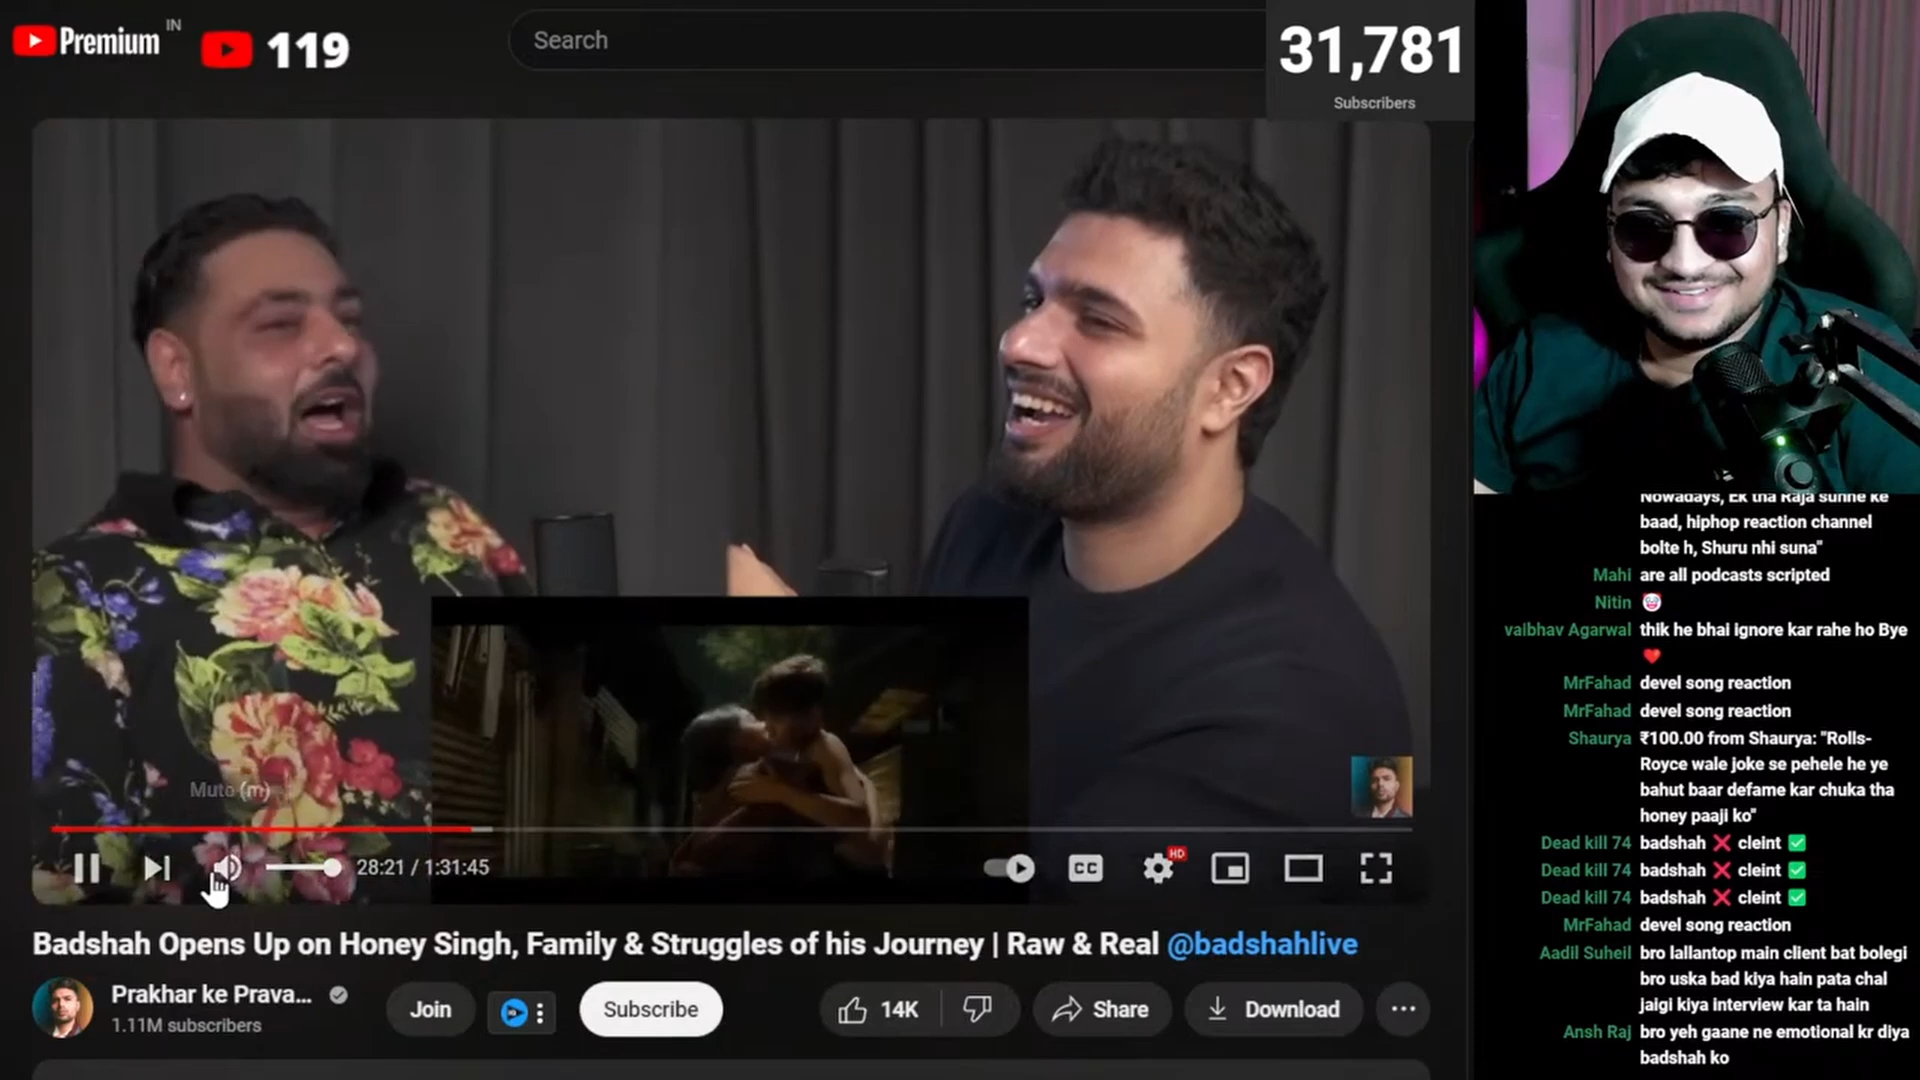 Premium IN
119
Search
31,781
Subscribers
Nowadays, Ek tha Raja sunne ke
baad, hiphop reaction channel
bolte h, Shuru nhi suna"
Mahi are all podcasts scripted
Nitin
vaibhav Agarwal thik he bhai ignore kar rahe ho Bye
MrFahad devel song reaction
MrFahad devel song reaction
Shaurya ₹100.00 from Shaurya: "Rolls-
Royce wale joke se pehele he ye
bahut baar defame kar chuka tha
honey paaji ko"
Dead kill 74 badshah ❌ cleint ✅
Dead kill 74 badshah ❌ cleint ✅
Dead kill 74 badshah ❌ cleint ✅
MrFahad devel song reaction
Aadil Suheil bro lallantop main client bat bolegi
bro uska bad kiya hain pata chal
jaigi kiya interview kar ta hain
Ansh Raj bro yeh gaane ne emotional kr diya
badshah ko
Mute (m)
28:21 / 1:31:45
CC
HD
Badshah Opens Up on Honey Singh, Family & Struggles of his Journey | Raw & Real @badshahlive
Prakhar ke Prava...
1.11M subscribers
Join
Subscribe
14K
Share
Download